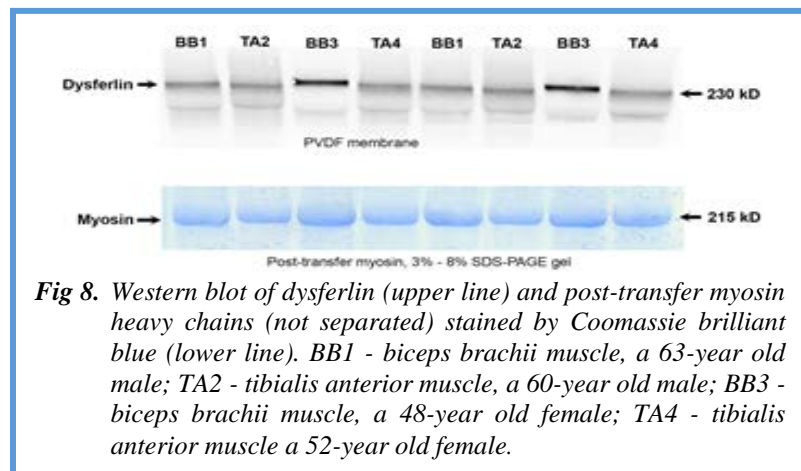 BB1 TA2 BB3 TA4 BB1 TA2 BB3 TA4
Dysferlin → ← 230 kD
PVDF membrane
Myosin → ← 215 kD
Post-transfer myosin, 3% - 8% SDS-PAGE gel
Fig 8. Western blot of dysferlin (upper line) and post-transfer myosin
heavy chains (not separated) stained by Coomassie brilliant
blue (lower line). BB1 - biceps brachii muscle, a 63-year old
male; TA2 - tibialis anterior muscle, a 60-year old male; BB3 -
biceps brachii muscle, a 48-year old female; TA4 - tibialis
anterior muscle a 52-year old female.